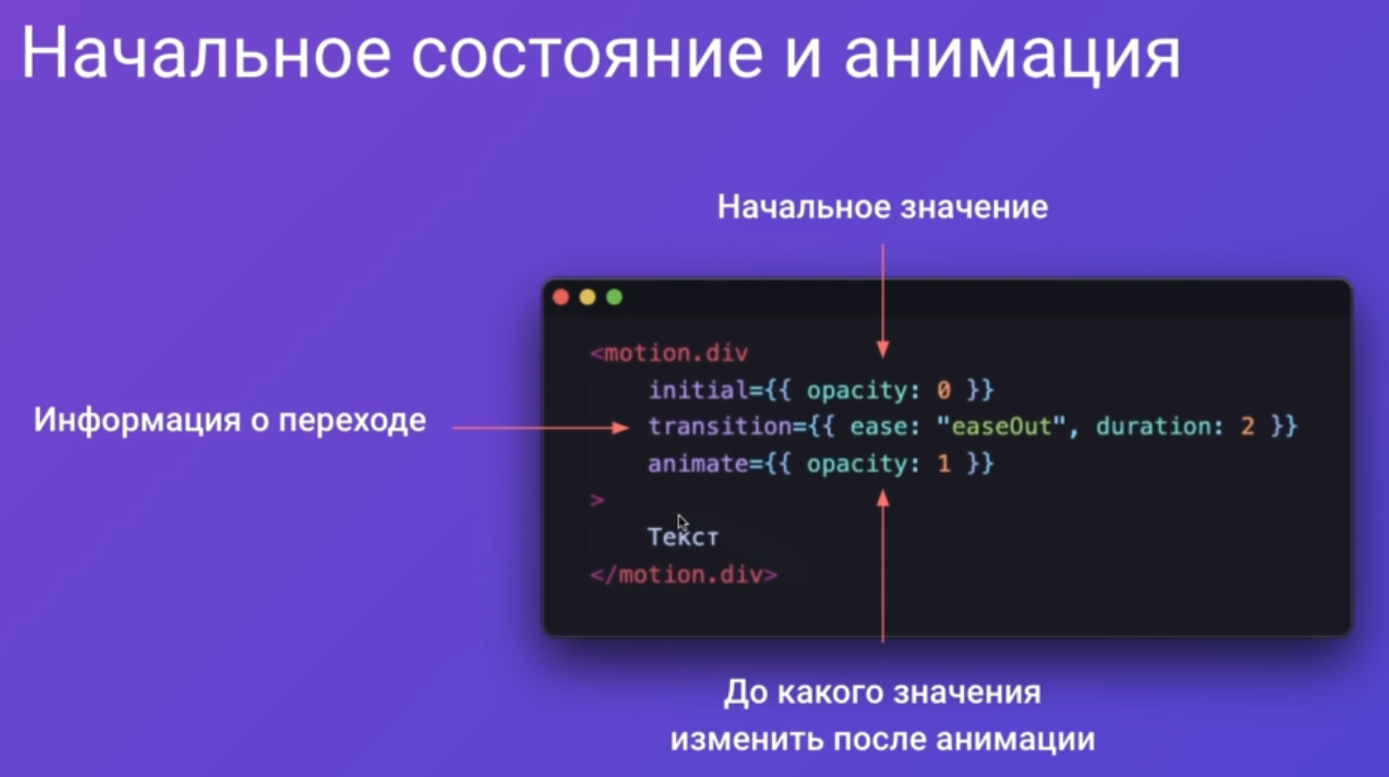 Начальное состояние и анимация
Начальное значение
<motion.div
initial={{ opacity: 0 }}
Информация о переходе
transition={{ ease: "easeOut", duration: 2 }}
animate={{ opacity: 1 }}
>
Текст
</motion.div>
До какого значения
изменить после анимации